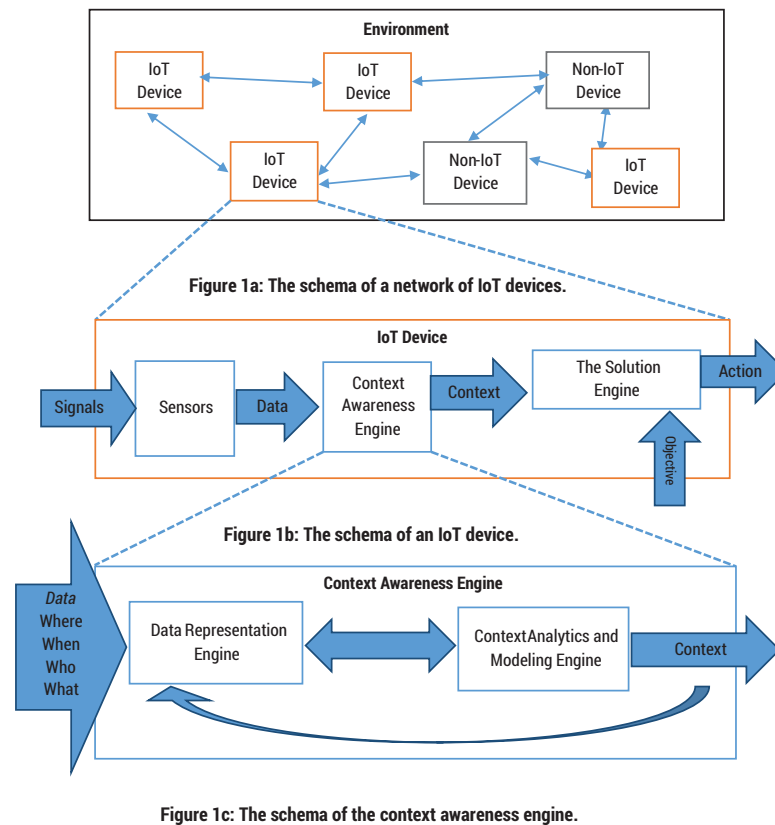 Environment
IoT
Device
IoT
Device
Non-IoT
Device
IoT
Device
Non-IoT
Device
IoT
Device
Figure 1a: The schema of a network of IoT devices.
IoT Device
Signals
Sensors
Data
Context
Awareness
Engine
Context
The Solution
Engine
Action
Objective
Figure 1b: The schema of an IoT device.
Context Awareness Engine
Data
Where
When
Who
What
Data Representation
Engine
ContextAnalytics and
Modeling Engine
Context
Figure 1c: The schema of the context awareness engine.